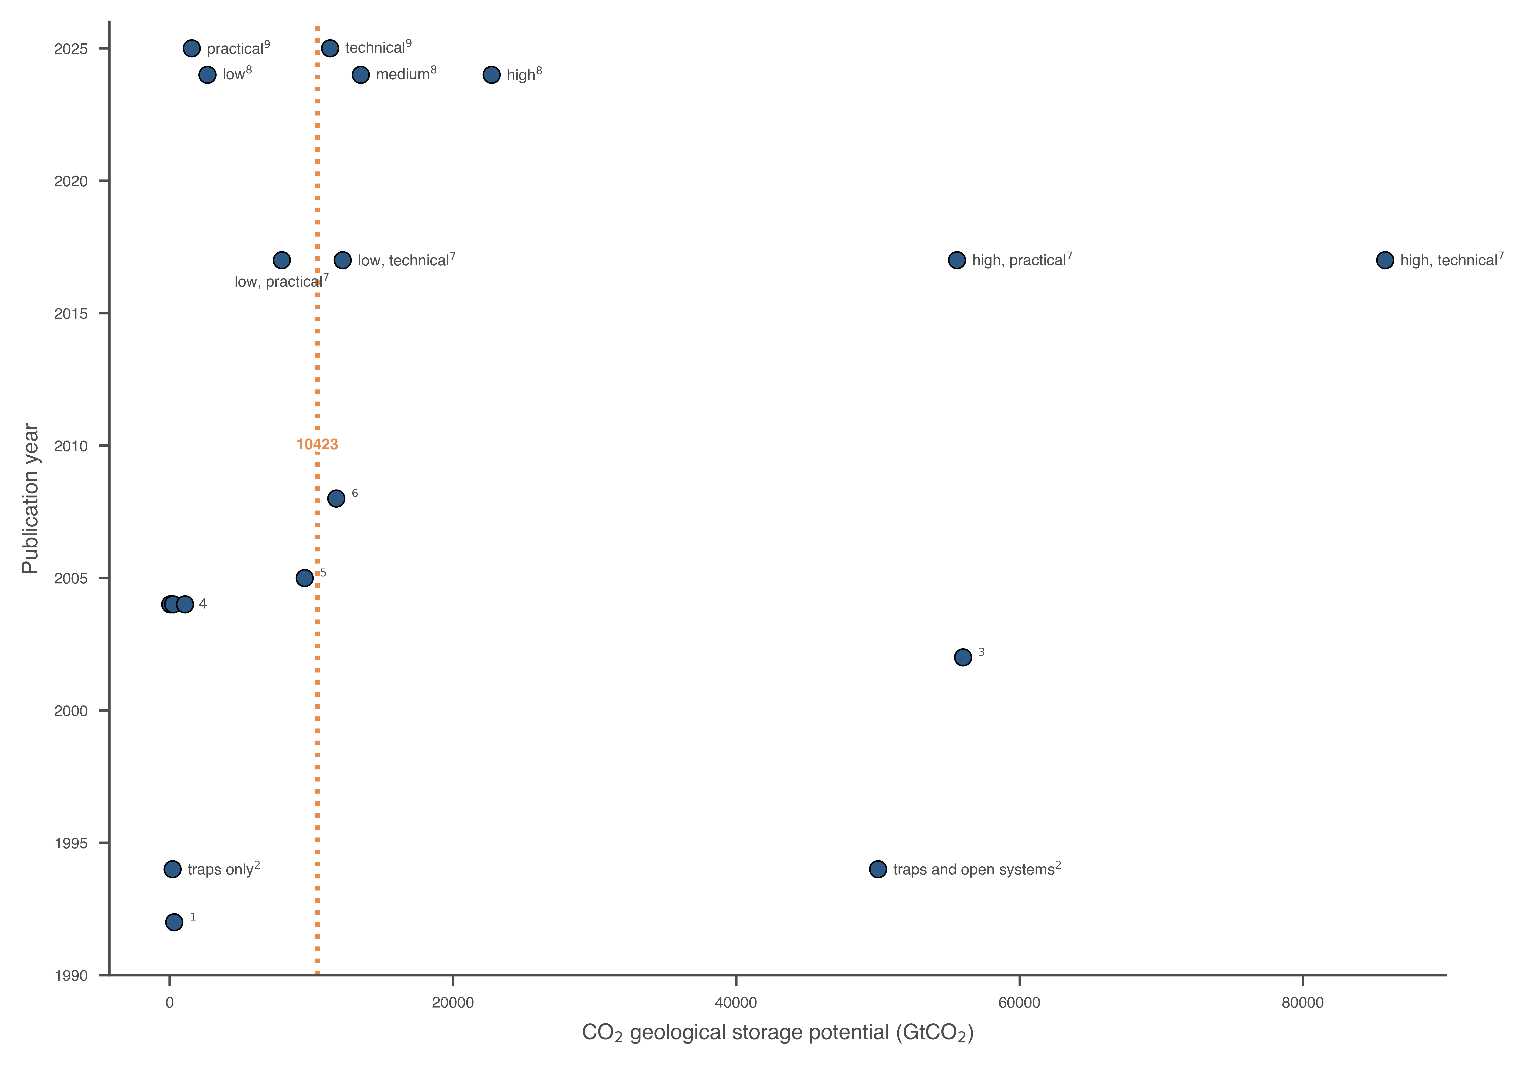 2025
practical⁹
technical⁹
low⁸
medium⁸
high⁸
2020
low, technical⁷
high, practical⁷
high, technical⁷
low, practical⁷
2015
2010
10423
6
2005
5
4
3
2000
1995
traps only²
traps and open systems²
1
1990
0
20000
40000
60000
80000
Publication year
CO₂ geological storage potential (GtCO₂)